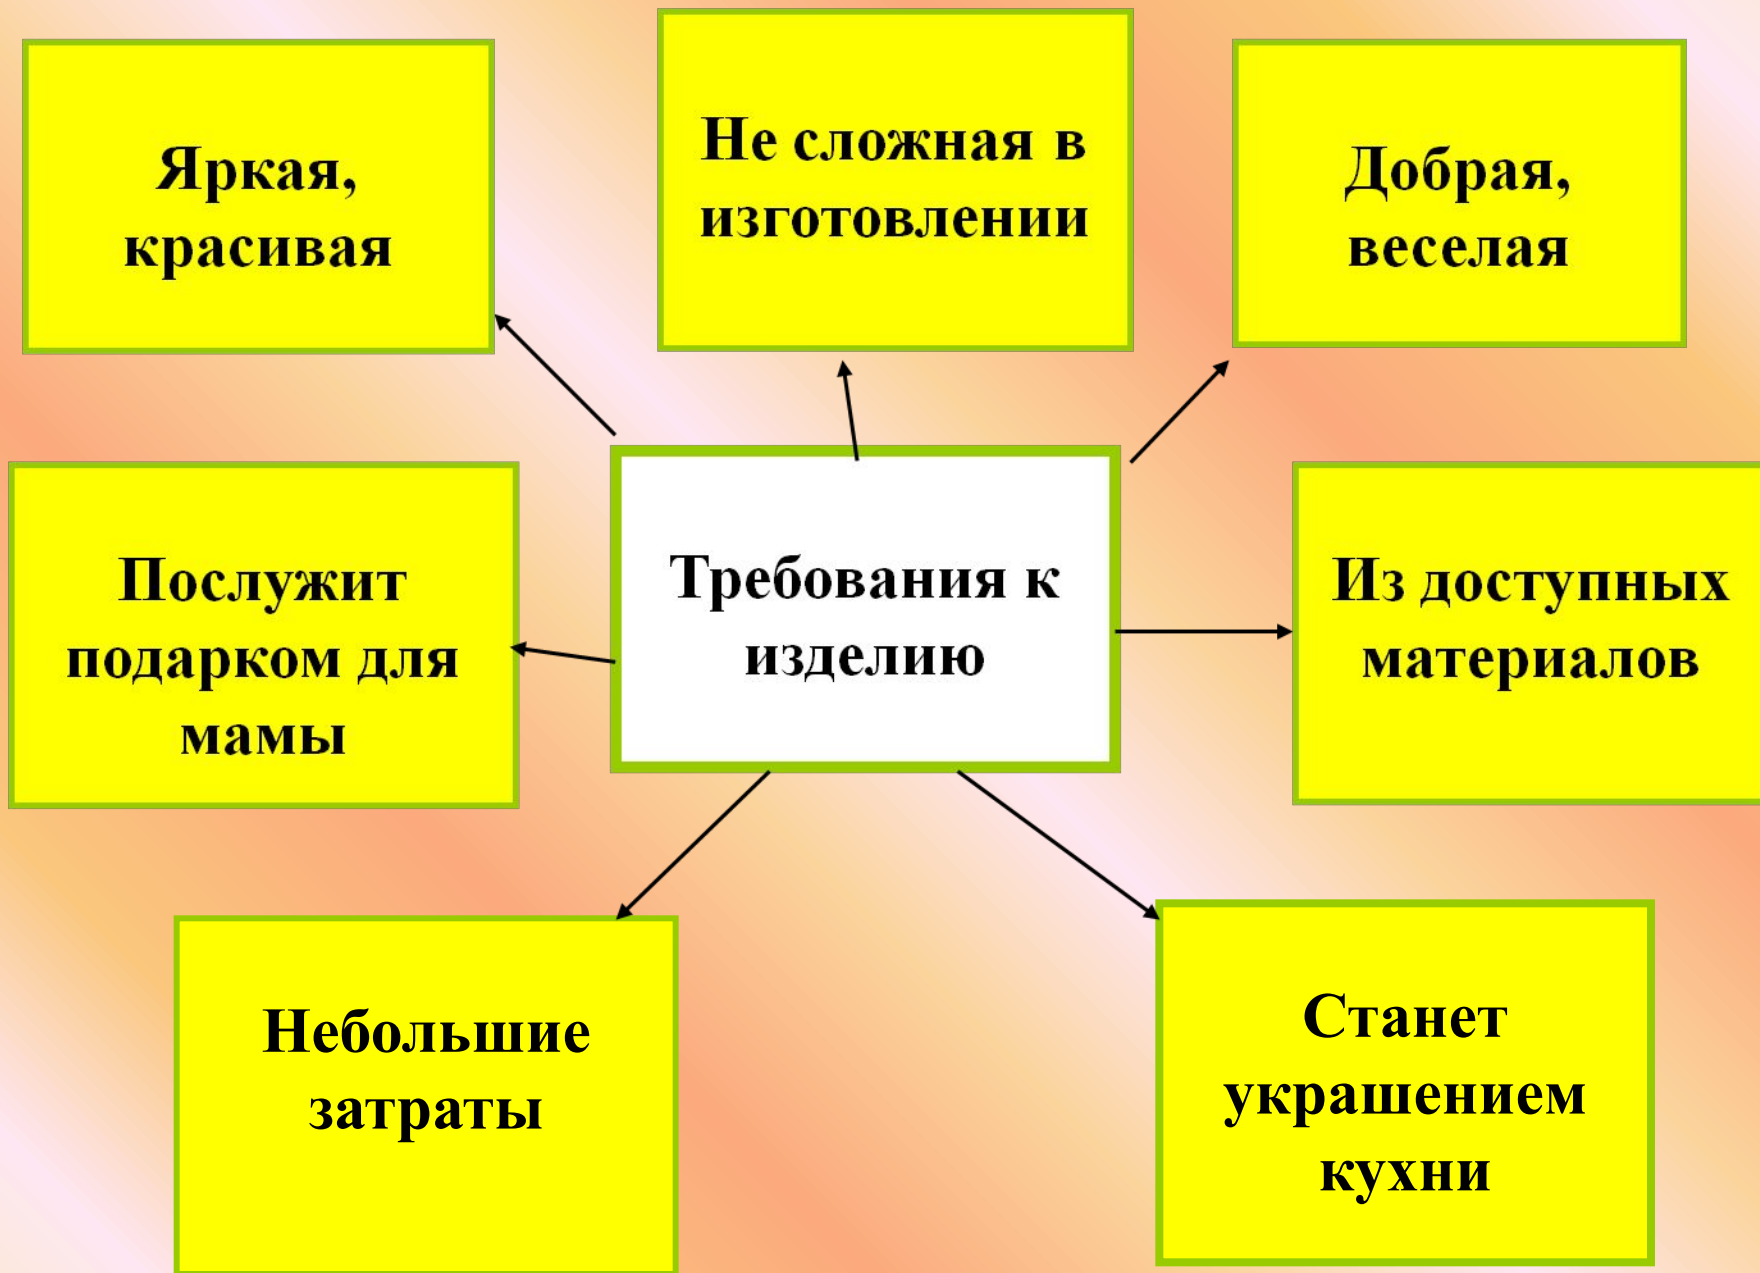 Яркая,
красивая
Не сложная в
изготовлении
Добрая,
веселая
Послужит
подарком для
мамы
Требования к
изделию
Из доступных
материалов
Небольшие
затраты
Станет
украшением
кухни